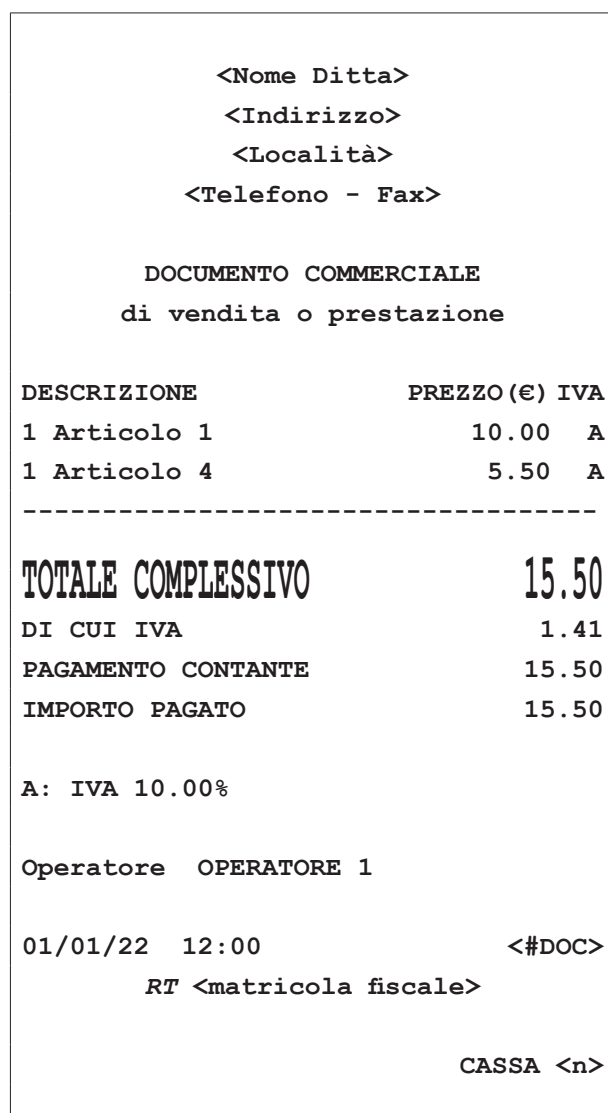 <Nome Ditta>
<Indirizzo>
<Località>
<Telefono - Fax>
DOCUMENTO COMMERCIALE
di vendita o prestazione
DESCRIZIONE PREZZO(€) IVA
1 Articolo 1 10.00 A
1 Articolo 4 5.50 A
------------------------------------
TOTALE COMPLESSIVO 15.50
DI CUI IVA 1.41
PAGAMENTO CONTANTE 15.50
IMPORTO PAGATO 15.50
A: IVA 10.00%
Operatore OPERATORE 1
01/01/22 12:00 <#DOC>
RT <matricola fiscale>
CASSA <n>